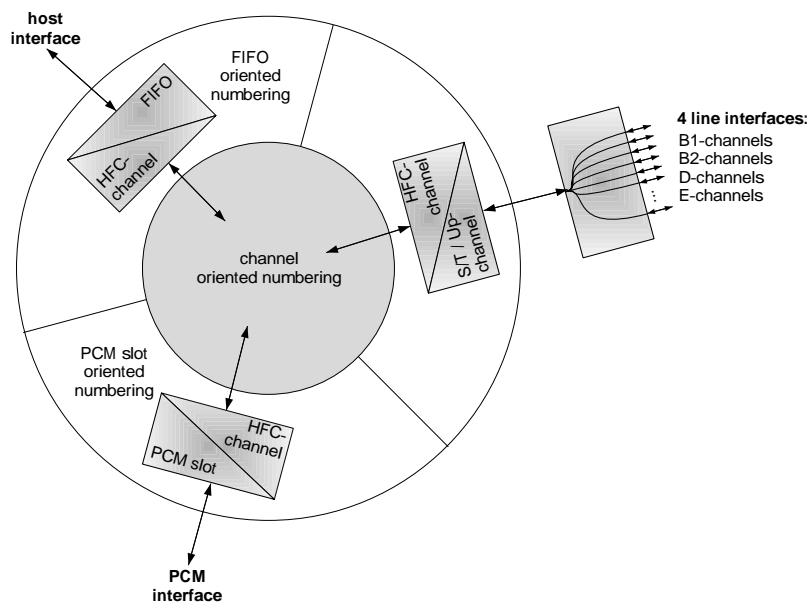 host
interface
FIFO
oriented
numbering
FIFO
HFC-
channel
4 line interfaces:
B1-channels
B2-channels
D-channels
E-channels
HFC-
channel
S/T / Up-
channel
channel
oriented numbering
PCM slot
oriented
numbering
HFC-
channel
PCM slot
PCM
interface